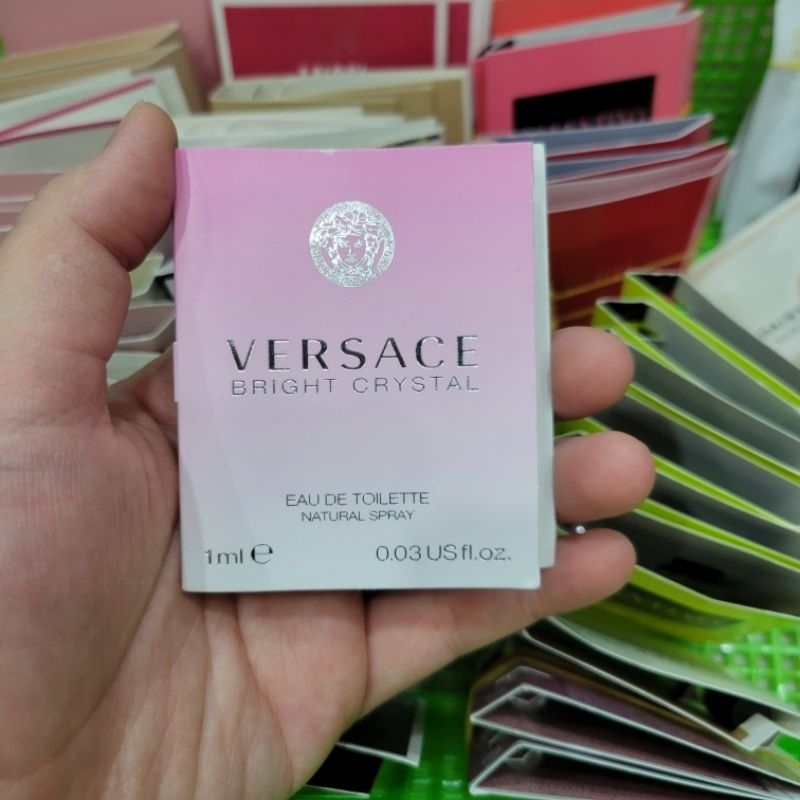 VERSACE
BRIGHT CRYSTAL
EAU DE TOILETTE
NATURAL SPRAY
1ml ℮
0.03 US fl.oz.